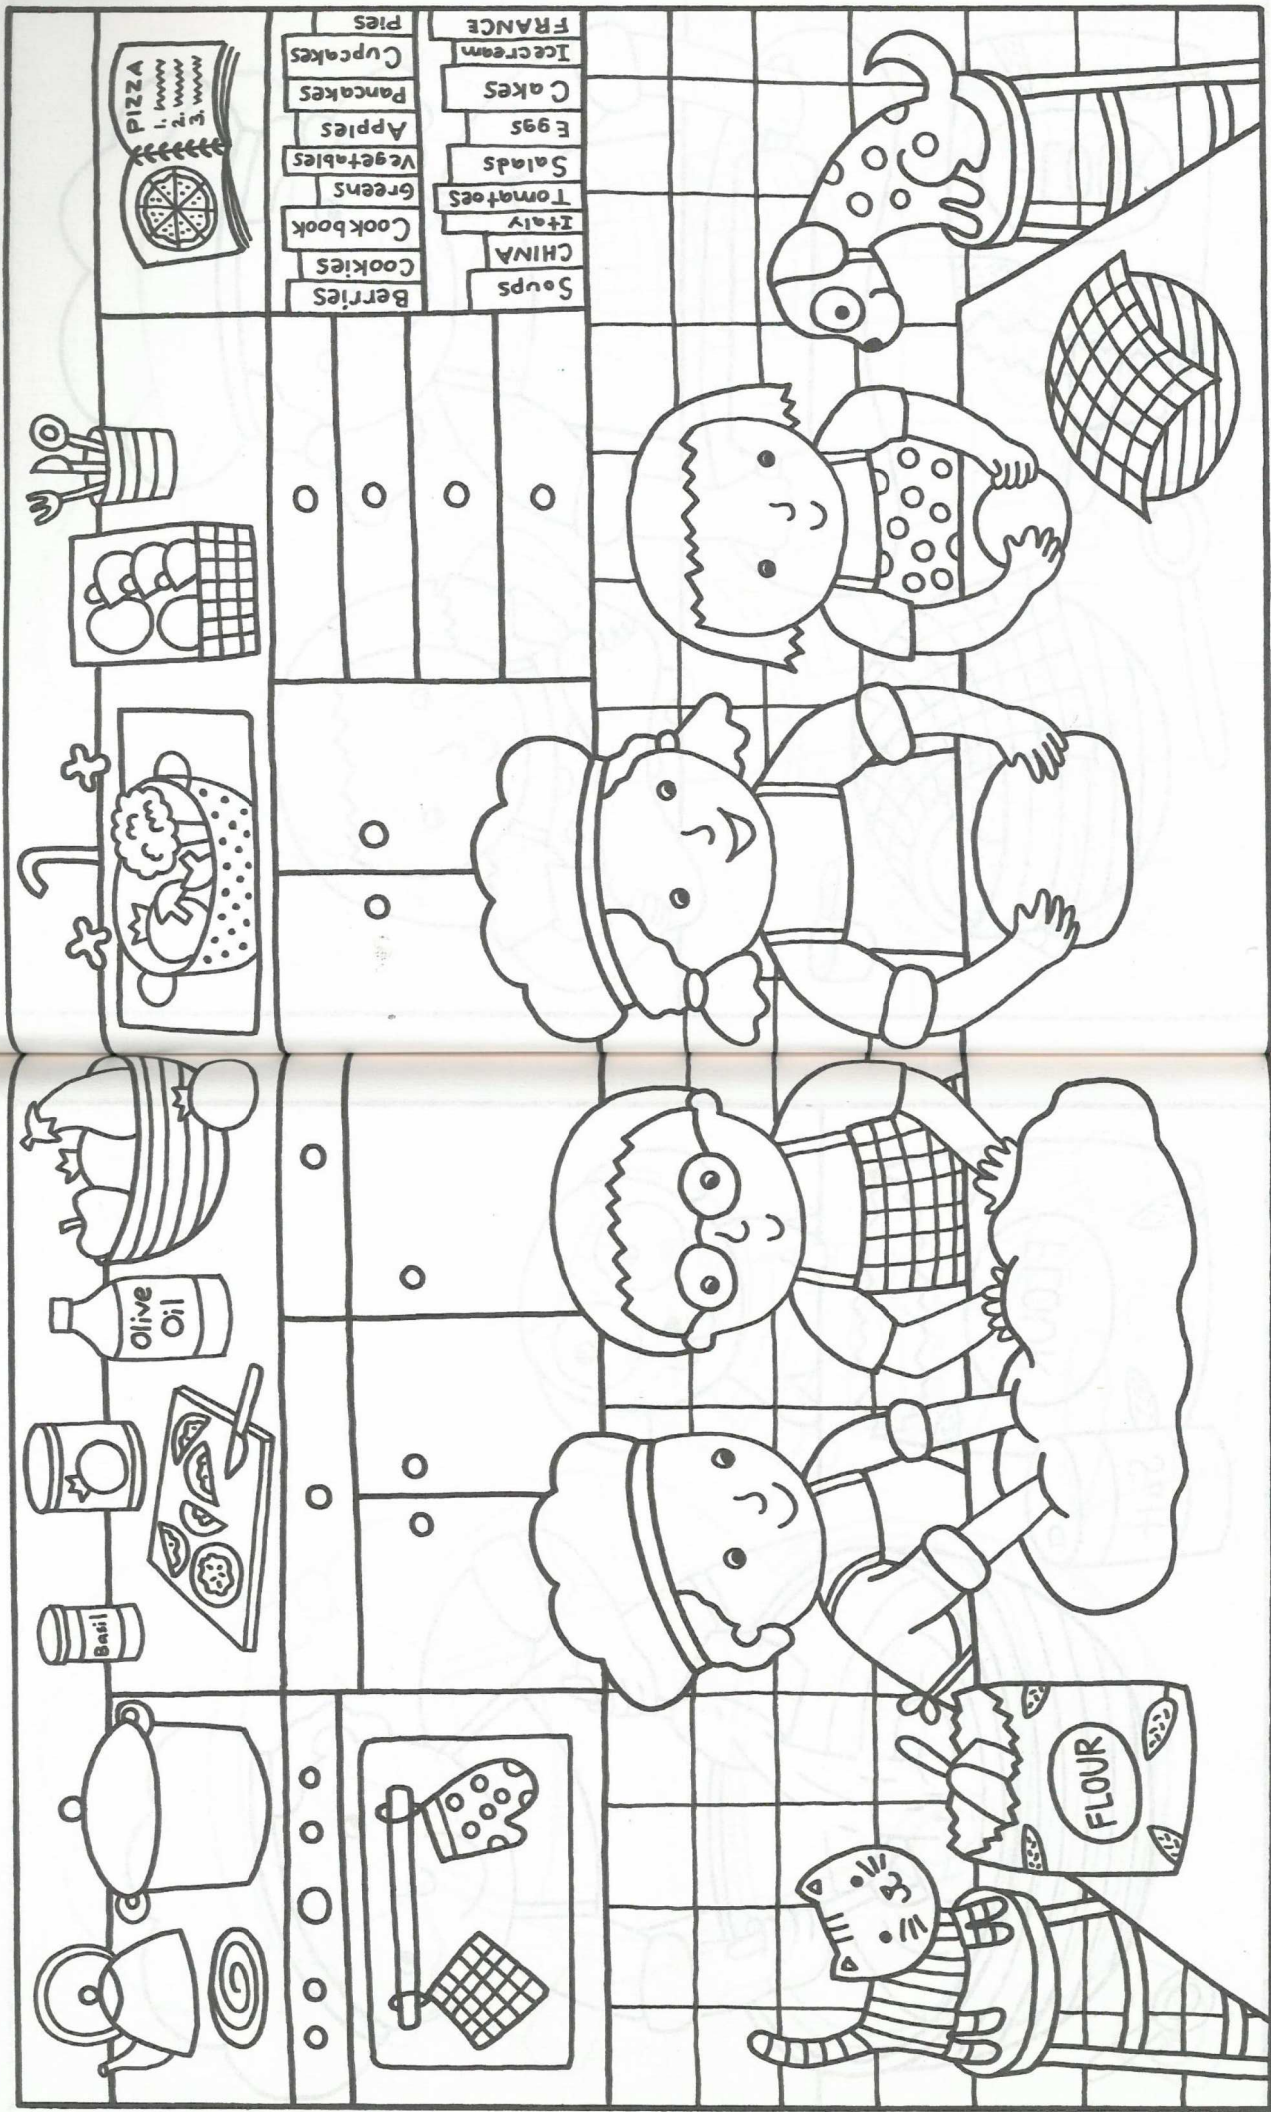 Basil
Olive
Oil
PIZZA
1.
2.
3.
Berries
Cookies
Cookbook
Greens
Vegetables
Apples
Pancakes
Cupcakes
Pies
Soups
CHINA
Italy
Tomatoes
Salads
Eggs
Cakes
Icecream
FRANCE
FLOUR